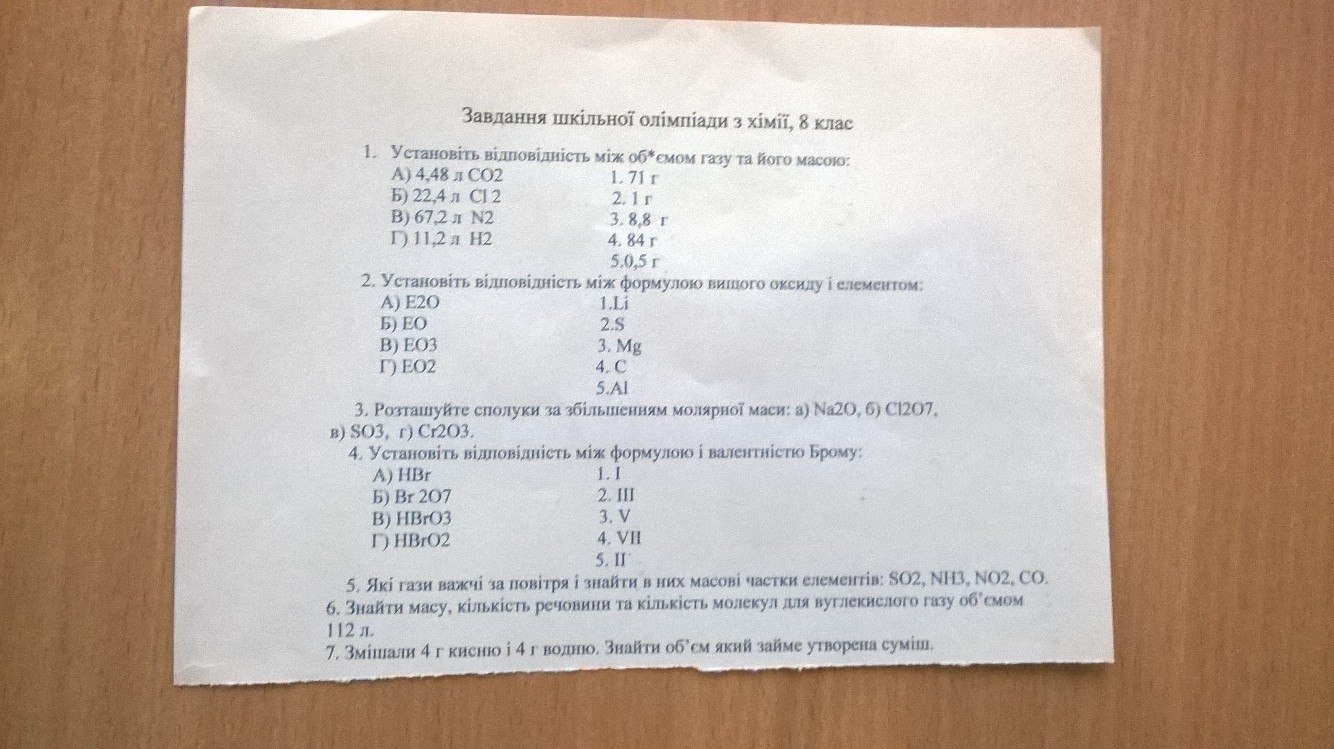 Завдання шкільної олімпіади з хімії, 8 клас
1. Установіть відповідність між об*ємом газу та його масою:
А) 4,48 л CO2 1. 71 г
Б) 22,4 л Cl 2 2. 1 г
В) 67,2 л N2 3. 8,8 г
Г) 11,2 л H2 4. 84 г
5.0,5 г
2. Установіть відповідність між формулою вищого оксиду і елементом:
А) E2O 1.Li
Б) EO 2.S
В) EO3 3. Mg
Г) EO2 4. C
5.Al
3. Розташуйте сполуки за збільшенням молярної маси: а) Na2O, б) Cl2O7,
в) SO3, г) Cr2O3.
4. Установіть відповідність між формулою і валентністю Брому:
А) HBr 1. I
Б) Br 2O7 2. III
В) HBrO3 3. V
Г) HBrO2 4. VII
5. II
5. Які гази важчі за повітря і знайти в них масові частки елементів: SO2, NH3, NO2, CO.
6. Знайти масу, кількість речовини та кількість молекул для вуглекислого газу об'ємом
112 л.
7. Змішали 4 г кисню і 4 г водню. Знайти об'єм який займе утворена суміш.